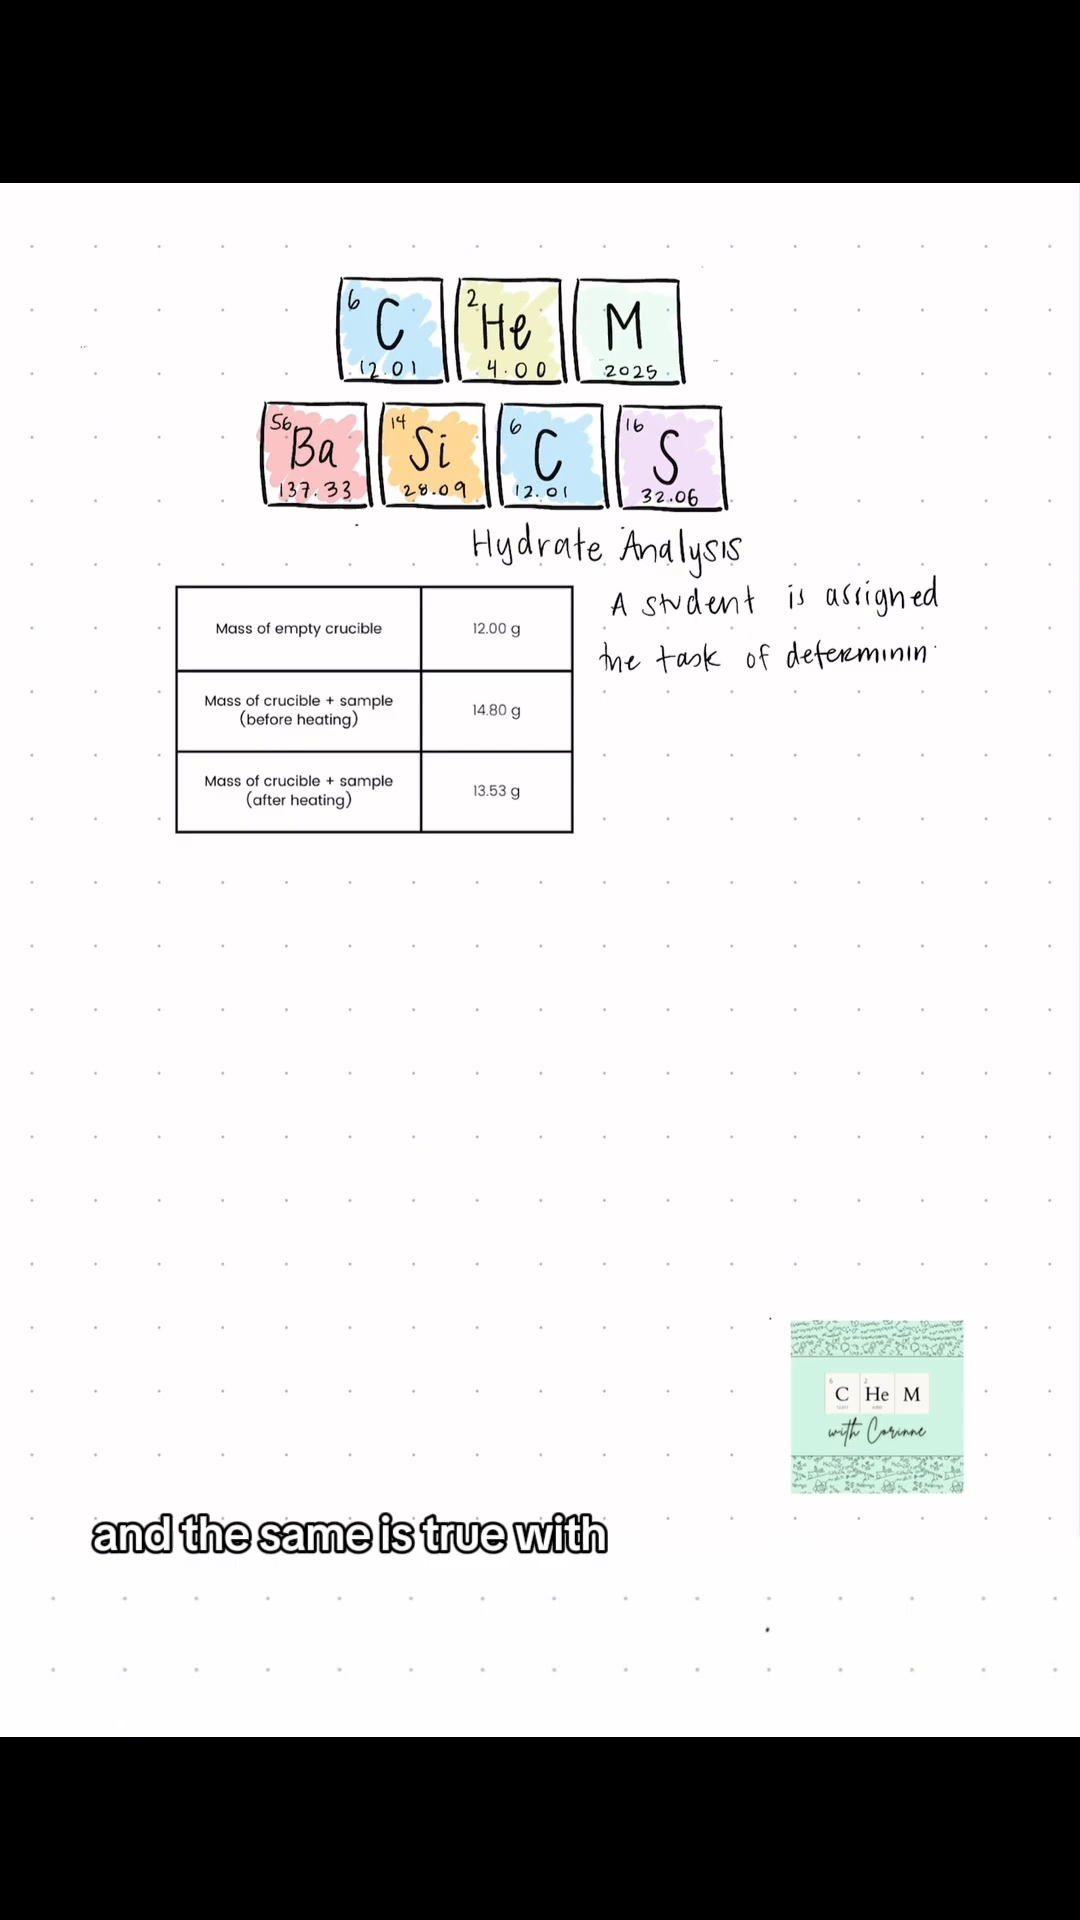 6 C 12.01 2 He 4.00 M 2025
56 Ba 137.33 14 Si 28.09 6 C 12.01 16 S 32.06
Hydrate Analysis
A student is assigned
the task of determinin
Mass of empty crucible 12.00 g
Mass of crucible + sample
(before heating) 14.80 g
Mass of crucible + sample
(after heating) 13.53 g
6 C 2 He M
with Corinne
and the same is true with